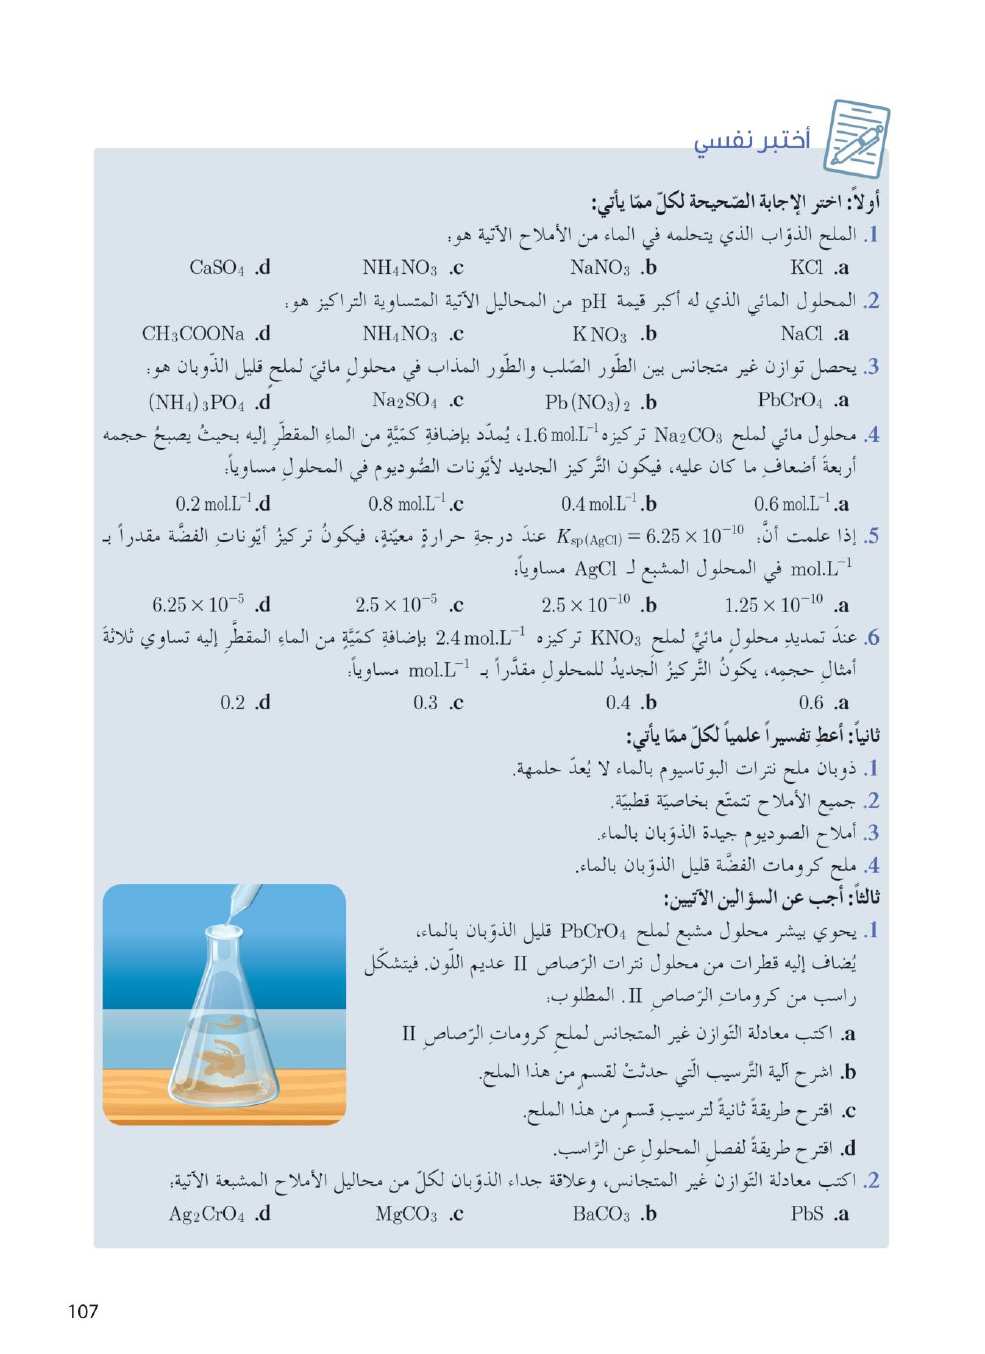 أختبر نفسي
أولاً: اختر الإجابة الصّحيحة لكلّ ممّا يأتي:
1. الملح الذوّاب الذي يتحلمه في الماء من الأملاح الآتية هو:
a. KCl b. NaNO₃ c. NH₄NO₃ d. CaSO₄
2. المحلول المائي الذي له أكبر قيمة pH من المحاليل الآتية المتساوية التراكيز هو:
a. NaCl b. KNO₃ c. NH₄NO₃ d. CH₃COONa
3. يحصل توازن غير متجانس بين الطّور الصّلب والطّور المذاب في محلولٍ مائيّ لملحٍ قليل الذّوبان هو:
a. PbCrO₄ b. Pb(NO₃)₂ c. Na₂SO₄ d. (NH₄)₃PO₄
4. محلول مائي لملح Na₂CO₃ تركيزه 1.6 mol.L⁻¹، يُمدّد بإضافةِ كمّيَّةٍ من الماءِ المقطَّرِ إليه بحيثُ يصبحُ حجمه
أربعةَ أضعافِ ما كان عليه، فيكون التَّركيز الجديد لأيّونات الصُّوديوم في المحلولِ مساوياً:
a. 0.6 mol.L⁻¹ b. 0.4 mol.L⁻¹ c. 0.8 mol.L⁻¹ d. 0.2 mol.L⁻¹
5. إذا علمت أنَّ: Ksp(AgCl) = 6.25 × 10⁻¹⁰ عندَ درجةِ حرارةٍ معيّنةٍ، فيكونُ تركيزُ أيّوناتِ الفضَّة مقدراً بـ
mol.L⁻¹ في المحلول المشبع لـ AgCl مساوياً:
a. 1.25 × 10⁻¹⁰ b. 2.5 × 10⁻¹⁰ c. 2.5 × 10⁻⁵ d. 6.25 × 10⁻⁵
6. عندَ تمديدِ محلولٍ مائيٍّ لملحِ KNO₃ تركيزه 2.4 mol.L⁻¹ بإضافةِ كمّيَّةٍ من الماءِ المقطَّرِ إليه تساوي ثلاثةَ
أمثالِ حجمِه، يكونُ التَّركيزُ الجديدُ للمحلولِ مقدَّراً بـ mol.L⁻¹ مساوياً:
a. 0.6 b. 0.4 c. 0.3 d. 0.2
ثانياً: أعطِ تفسيراً علمياً لكلّ ممّا يأتي:
1. ذوبان ملح نترات البوتاسيوم بالماء لا يُعدّ حلمهة.
2. جميع الأملاح تتمتّع بخاصيّة قطبيّة.
3. أملاح الصوديوم جيدة الذوّبان بالماء.
4. ملح كرومات الفضَّة قليل الذوّبان بالماء.
ثالثاً: أجب عن السؤالين الآتيين:
1. يحوي بيشر محلول مشبع لملح PbCrO₄ قليل الذوّبان بالماء،
يُضاف إليه قطرات من محلول نترات الرّصاص II عديم اللّون. فيتشكّل
راسب من كروماتِ الرّصاصِ II. المطلوب:
a. اكتب معادلة التّوازن غير المتجانس لملحِ كروماتِ الرّصاصِ II
b. اشرح آلية التَّرسيب الّتي حدثتْ لقسمٍ من هذا الملح.
c. اقترح طريقةً ثانيةً لترسيبِ قسمٍ من هذا الملح.
d. اقترح طريقةً لفصلِ المحلولِ عن الرَّاسب.
2. اكتب معادلة التّوازن غير المتجانس، وعلاقة جداء الذوّبان لكلّ من محاليل الأملاح المشبعة الآتية:
a. PbS b. BaCO₃ c. MgCO₃ d. Ag₂CrO₄
107